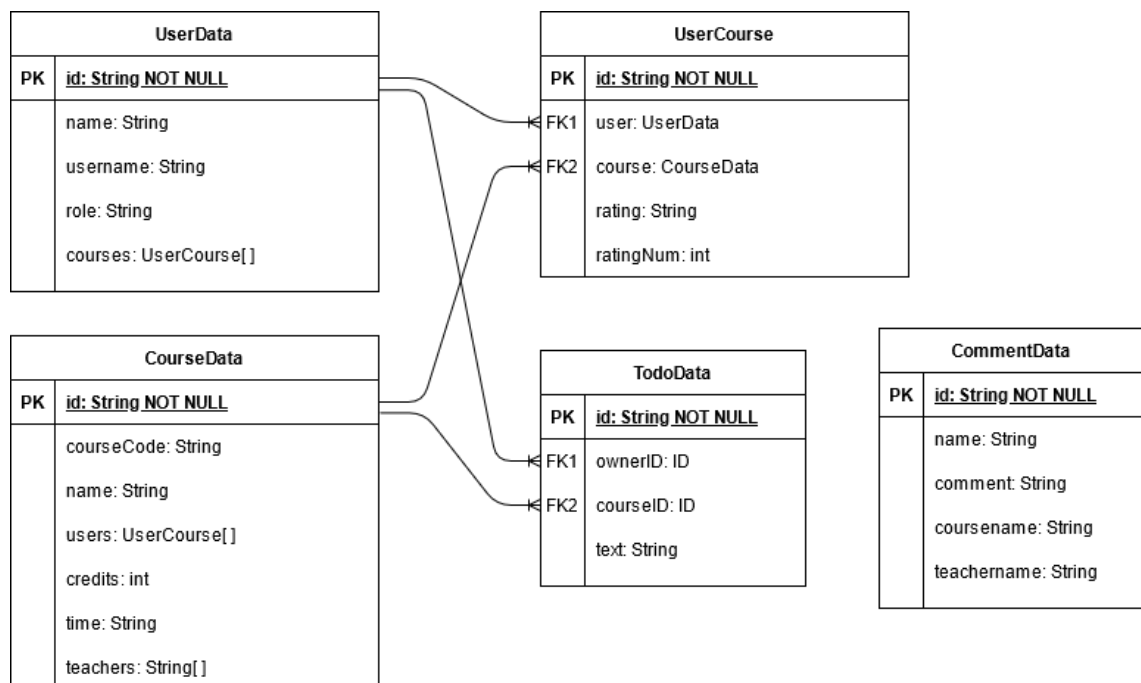 UserData
PK id: String NOT NULL
name: String
username: String
role: String
courses: UserCourse[ ]
UserCourse
PK id: String NOT NULL
FK1 user: UserData
FK2 course: CourseData
rating: String
ratingNum: int
CourseData
PK id: String NOT NULL
courseCode: String
name: String
users: UserCourse[ ]
credits: int
time: String
teachers: String[ ]
TodoData
PK id: String NOT NULL
FK1 ownerID: ID
FK2 courseID: ID
text: String
CommentData
PK id: String NOT NULL
name: String
comment: String
coursename: String
teachername: String